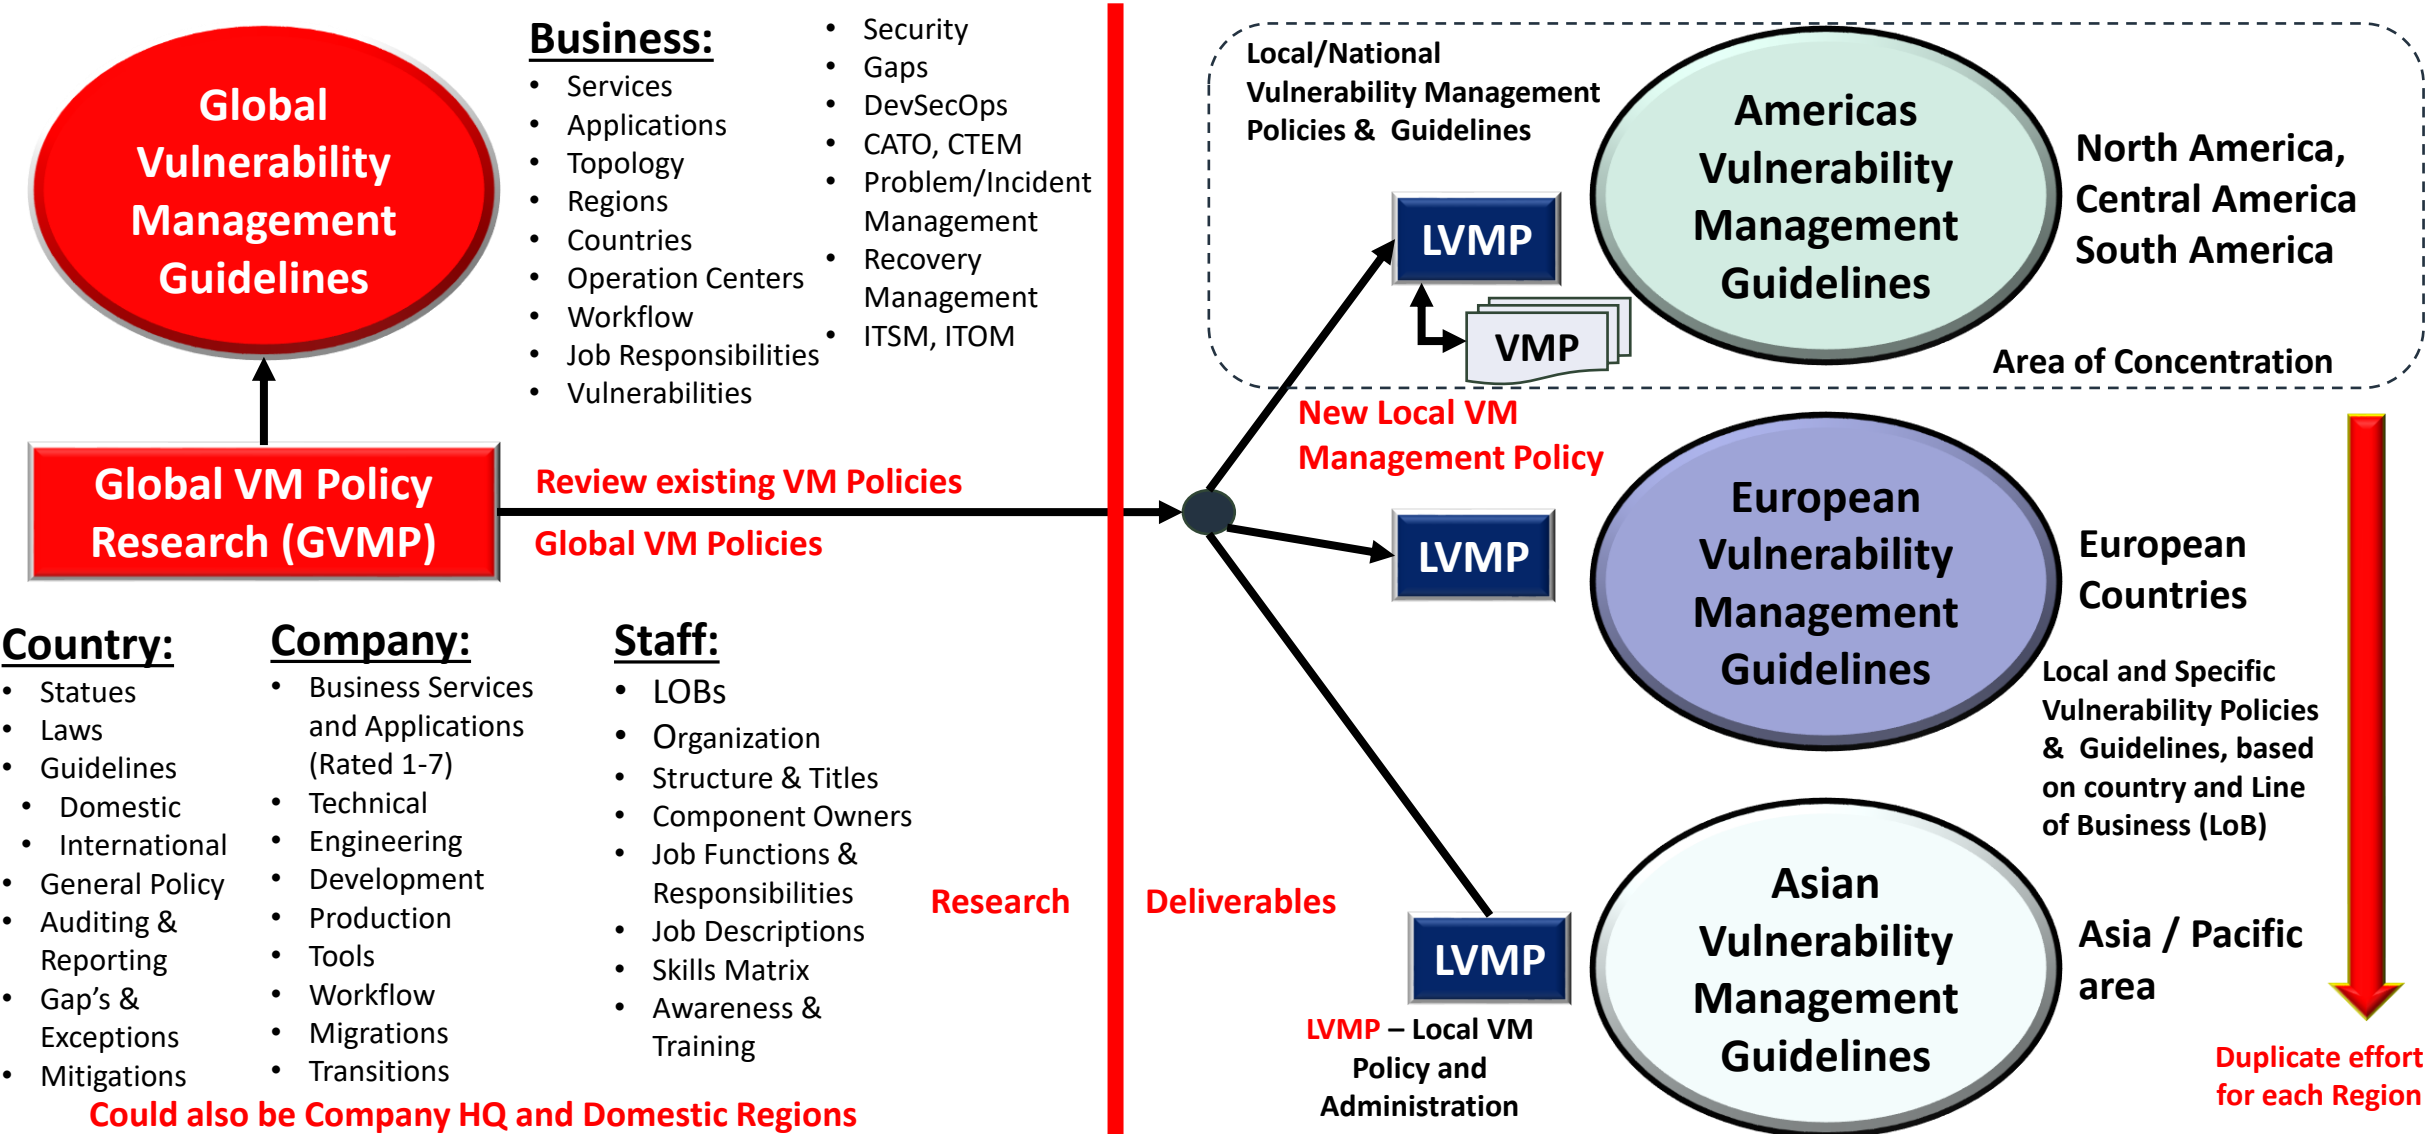 Global
Vulnerability
Management
Guidelines
Business:
• Services
• Applications
• Topology
• Regions
• Countries
• Operation Centers
• Workflow
• Job Responsibilities
• Vulnerabilities
• Security
• Gaps
• DevSecOps
• CATO, CTEM
• Problem/Incident
Management
• Recovery
Management
• ITSM, ITOM
Global VM Policy
Research (GVMP)
Review existing VM Policies
Global VM Policies
Country:
• Statues
• Laws
• Guidelines
• Domestic
• International
• General Policy
• Auditing &
Reporting
• Gap's &
Exceptions
• Mitigations
Company:
• Business Services
and Applications
(Rated 1-7)
• Technical
• Engineering
• Development
• Production
• Tools
• Workflow
• Migrations
• Transitions
Staff:
• LOBs
• Organization
• Structure & Titles
• Component Owners
• Job Functions &
Responsibilities
• Job Descriptions
• Skills Matrix
• Awareness &
Training
Could also be Company HQ and Domestic Regions
Research
Deliverables
Local/National
Vulnerability Management
Policies & Guidelines
LVMP
VMP
Americas
Vulnerability
Management
Guidelines
North America,
Central America
South America
Area of Concentration
New Local VM
Management Policy
LVMP
European
Vulnerability
Management
Guidelines
European
Countries
Local and Specific
Vulnerability Policies
& Guidelines, based
on country and Line
of Business (LoB)
LVMP
LVMP – Local VM
Policy and
Administration
Asian
Vulnerability
Management
Guidelines
Asia / Pacific
area
Duplicate effort
for each Region